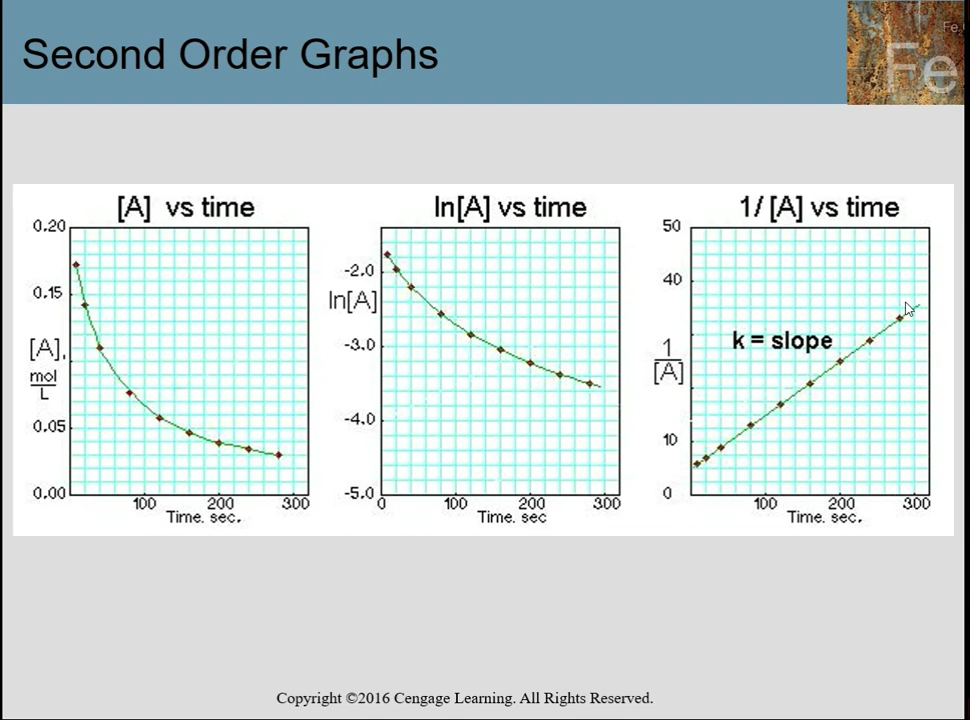 Second Order Graphs
Fe
Fe
[A] vs time
0.20
0.15
[A],
mol
L
0.05
0.00
100
200
300
Time. sec.
ln[A] vs time
-2.0
ln[A]
-3.0
-4.0
-5.0
0
100
200
300
Time. sec
1/ [A] vs time
50
40
k = slope
1
[A]
10
0
100
200
300
Time. sec.
Copyright ©2016 Cengage Learning. All Rights Reserved.